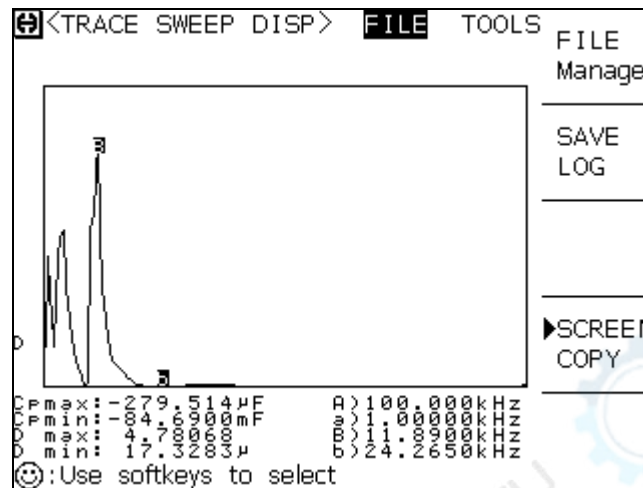 <TRACE SWEEP DISP> FILE TOOLS
FILE
Manage
SAVE
LOG
B
D
b
SCREEN
COPY
Cpmax:-279.514µF A)100.000kHz
Cpmin:-84.6900mF a)1.00000kHz
D max: 4.78068 B)11.8900kHz
D min: 17.3283µ b)24.2650kHz
:Use softkeys to select